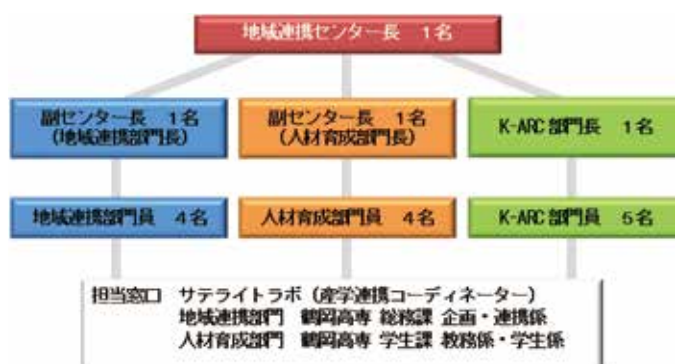 地域連携センター長 1名
副センター長 1名
(地域連携部門長)
副センター長 1名
(人材育成部門長)
K-ARC部門長 1名
地域連携部門員 4名
人材育成部門員 4名
K-ARC部門員 5名
担当窓口 サテライトラボ(産学連携コーディネーター)
地域連携部門 鶴岡高専 総務課 企画・連携係
人材育成部門 鶴岡高専 学生課 教務係・学生係